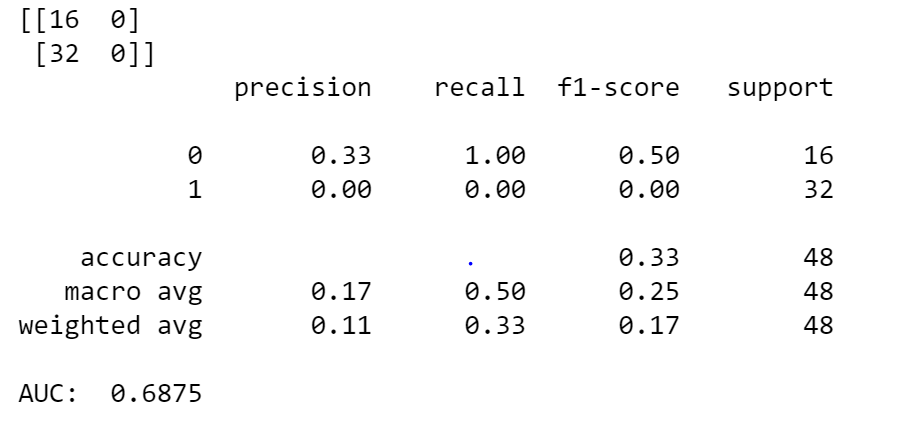 [[16  0]
 [32  0]]
              precision    recall  f1-score   support

           0       0.33      1.00      0.50        16
           1       0.00      0.00      0.00        32

    accuracy                           0.33        48
   macro avg       0.17      0.50      0.25        48
weighted avg       0.11      0.33      0.17        48

AUC:  0.6875